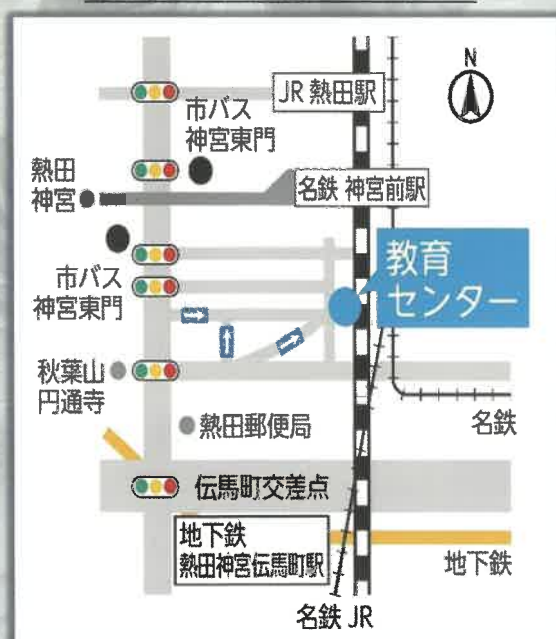 N
JR 熱田駅
市バス
神宮東門
熱田
神宮
名鉄 神宮前駅
教育
センター
市バス
神宮東門
秋葉山
円通寺
名鉄
熱田郵便局
伝馬町交差点
地下鉄
熱田神宮伝馬町駅
地下鉄
名鉄 JR